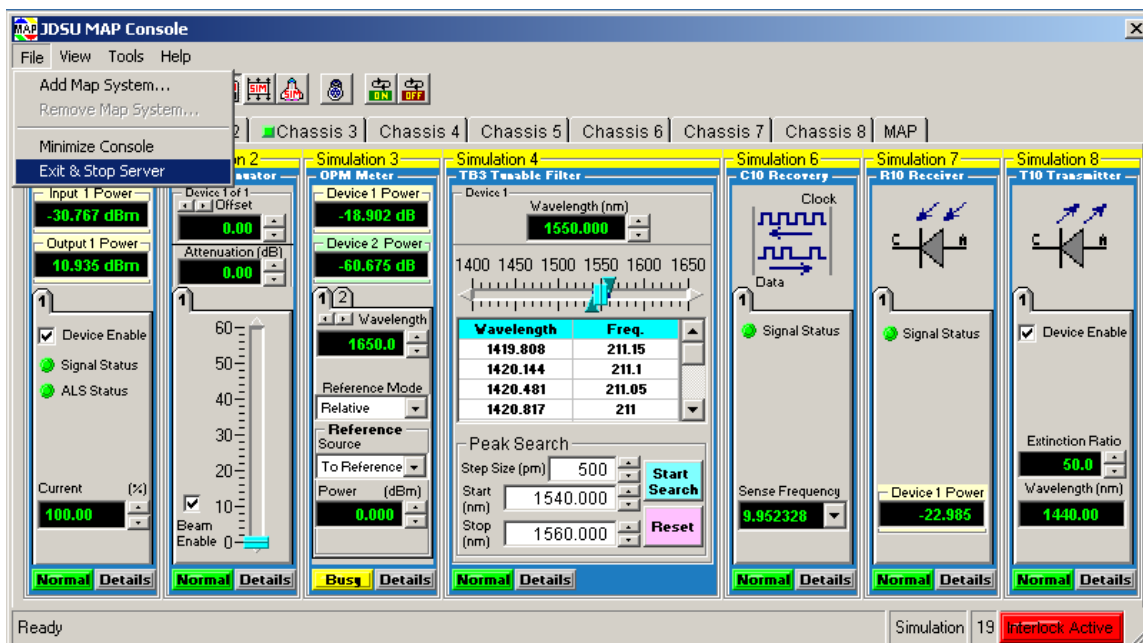 MAP JDSU MAP Console
File View Tools Help
Add Map System...
Remove Map System...
Minimize Console
Exit & Stop Server
SIM SIM ON OFF
2 Chassis 3 Chassis 4 Chassis 5 Chassis 6 Chassis 7 Chassis 8 MAP
n 2 Simulation 3 Simulation 4 Simulation 6 Simulation 7 Simulation 8
nuator OPM Meter TB3 Tunable Filter C10 Recovery R10 Receiver T10 Transmitter
Input 1 Power
-30.767 dBm
Output 1 Power
10.935 dBm
1
Device Enable
Signal Status
ALS Status
Current (%)
100.00
Normal Details
Device 1 of 1
Offset
0.00
Attenuation (dB)
0.00
1
60
50
40
30
20
10
0
Beam
Enable
Normal Details
Device 1 Power
-18.902 dB
Device 2 Power
-60.675 dB
1 2
Wavelength
1650.0
Reference Mode
Relative
Reference
Source
To Reference
Power (dBm)
0.000
Busy Details
Device 1
Wavelength (nm)
1550.000
1400 1450 1500 1550 1600 1650
Wavelength Freq.
1419.808 211.15
1420.144 211.1
1420.481 211.05
1420.817 211
Peak Search
Step Size (pm) 500
Start
(nm) 1540.000
Stop
(nm) 1560.000
Start
Search
Reset
Normal Details
Clock
Data
1
Signal Status
Sense Frequency
9.952328
Normal Details
C A
1
Signal Status
Device 1 Power
-22.985
Normal Details
C A
1
Device Enable
Extinction Ratio
50.0
Wavelength (nm)
1440.00
Normal Details
Ready Simulation 19 Interlock Active